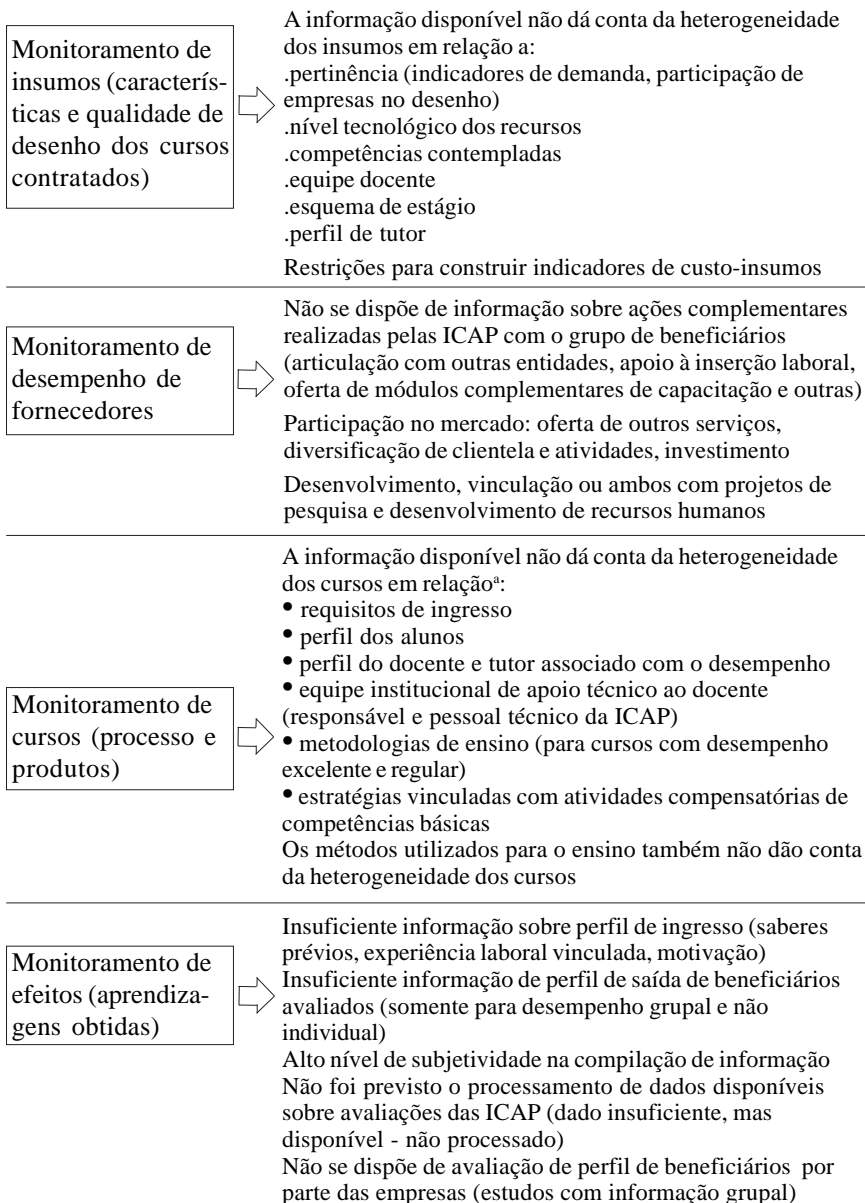 Monitoramento de
insumos (caracterís-
ticas e qualidade de
desenho dos cursos
contratados)
A informação disponível não dá conta da heterogeneidade
dos insumos em relação a:
.pertinência (indicadores de demanda, participação de
empresas no desenho)
.nível tecnológico dos recursos
.competências contempladas
.equipe docente
.esquema de estágio
.perfil de tutor
Restrições para construir indicadores de custo-insumos
Monitoramento de
desempenho de
fornecedores
Não se dispõe de informação sobre ações complementares
realizadas pelas ICAP com o grupo de beneficiários
(articulação com outras entidades, apoio à inserção laboral,
oferta de módulos complementares de capacitação e outras)
Participação no mercado: oferta de outros serviços,
diversificação de clientela e atividades, investimento
Desenvolvimento, vinculação ou ambos com projetos de
pesquisa e desenvolvimento de recursos humanos
Monitoramento de
cursos (processo e
produtos)
A informação disponível não dá conta da heterogeneidade
dos cursos em relaçãoª:
• requisitos de ingresso
• perfil dos alunos
• perfil do docente e tutor associado com o desempenho
• equipe institucional de apoio técnico ao docente
(responsável e pessoal técnico da ICAP)
• metodologias de ensino (para cursos com desempenho
excelente e regular)
• estratégias vinculadas com atividades compensatórias de
competências básicas
Os métodos utilizados para o ensino também não dão conta
da heterogeneidade dos cursos
Monitoramento de
efeitos (aprendiza-
gens obtidas)
Insuficiente informação sobre perfil de ingresso (saberes
prévios, experiência laboral vinculada, motivação)
Insuficiente informação de perfil de saída de beneficiários
avaliados (somente para desempenho grupal e não
individual)
Alto nível de subjetividade na compilação de informação
Não foi previsto o processamento de dados disponíveis
sobre avaliações das ICAP (dado insuficiente, mas
disponível - não processado)
Não se dispõe de avaliação de perfil de beneficiários por
parte das empresas (estudos com informação grupal)